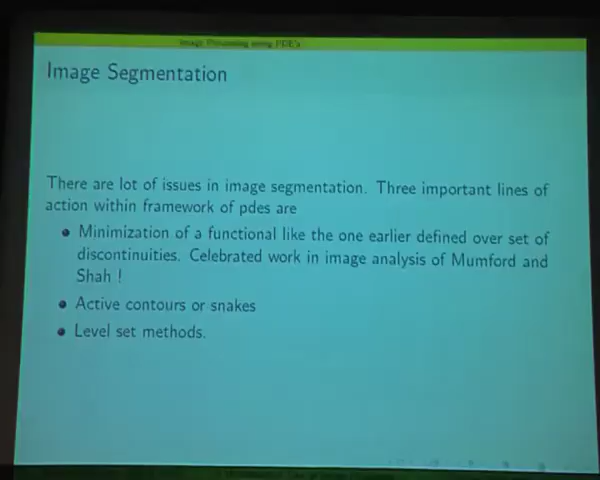 Image Processing using PDE's
Image Segmentation
There are lot of issues in image segmentation. Three important lines of
action within framework of pdes are
Minimization of a functional like the one earlier defined over set of
discontinuities. Celebrated work in image analysis of Mumford and
Shah !
Active contours or snakes
Level set methods.